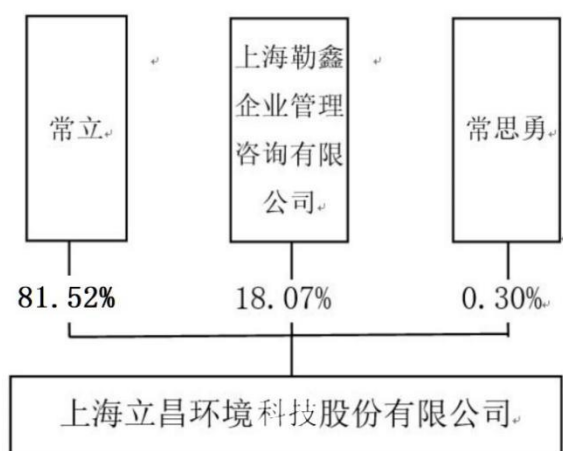 常立
上海勒鑫
企业管理
咨询有限
公司
常思勇
81.52%
18.07%
0.30%
上海立昌环境科技股份有限公司